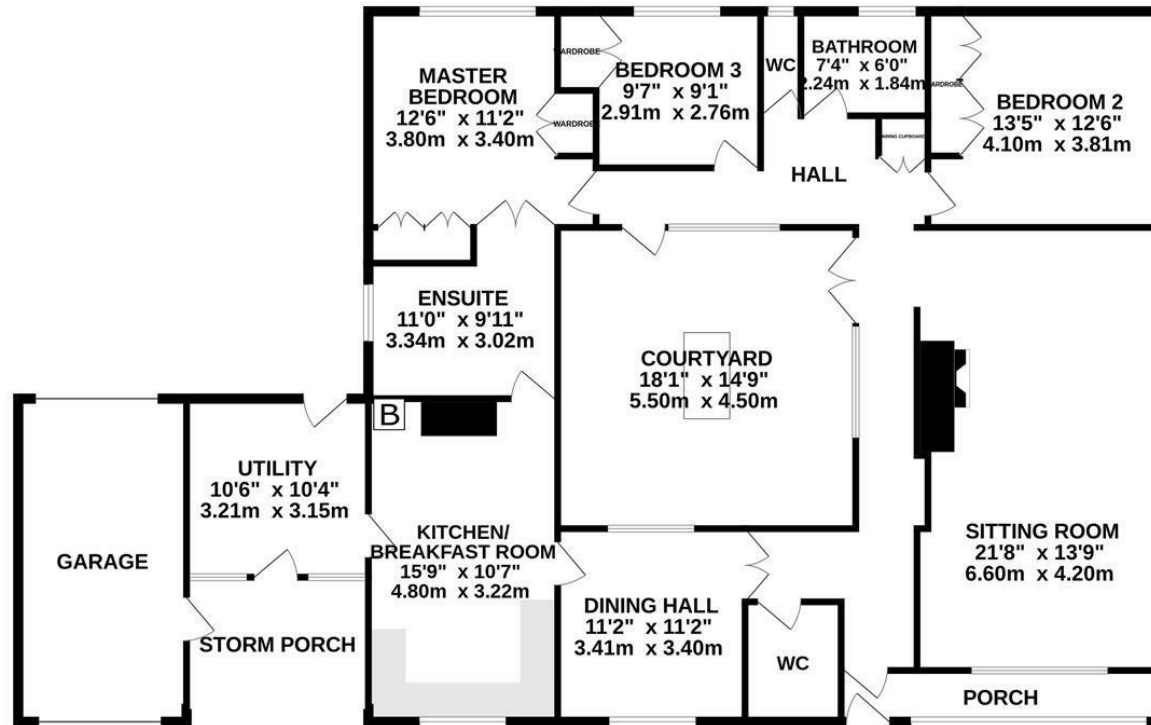 MASTER
BEDROOM
12'6" x 11'2"
3.80m x 3.40m
WARDROBE
WARDROBE
BEDROOM 3
9'7" x 9'1"
2.91m x 2.76m
WC
BATHROOM
7'4" x 6'0"
2.24m x 1.84m
WARDROBE
BEDROOM 2
13'5" x 12'6"
4.10m x 3.81m
AIRING CUPBOARD
HALL
ENSUITE
11'0" x 9'11"
3.34m x 3.02m
COURTYARD
18'1" x 14'9"
5.50m x 4.50m
B
UTILITY
10'6" x 10'4"
3.21m x 3.15m
GARAGE
KITCHEN/
BREAKFAST ROOM
15'9" x 10'7"
4.80m x 3.22m
SITTING ROOM
21'8" x 13'9"
6.60m x 4.20m
STORM PORCH
DINING HALL
11'2" x 11'2"
3.41m x 3.40m
WC
PORCH